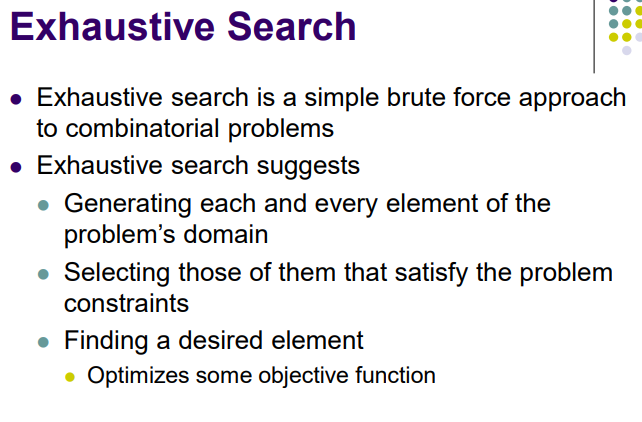 Exhaustive Search
Exhaustive search is a simple brute force approach
to combinatorial problems
Exhaustive search suggests
Generating each and every element of the
problem's domain
Selecting those of them that satisfy the problem
constraints
Finding a desired element
Optimizes some objective function